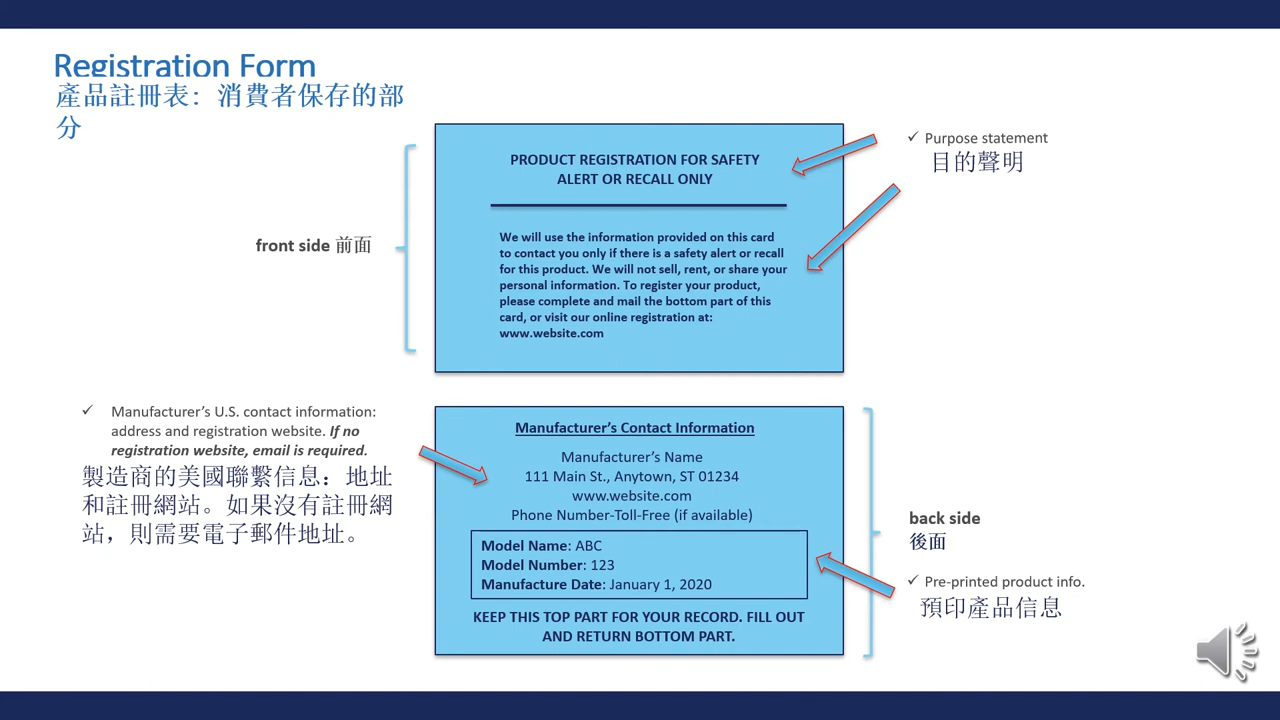 Registration Form
產品註冊表: 消費者保存的部
分
front side 前面
PRODUCT REGISTRATION FOR SAFETY
ALERT OR RECALL ONLY
We will use the information provided on this card
to contact you only if there is a safety alert or recall
for this product. We will not sell, rent, or share your
personal information. To register your product,
please complete and mail the bottom part of this
card, or visit our online registration at:
www.website.com
✓ Purpose statement
目的聲明
✓ Manufacturer's U.S. contact information:
address and registration website. If no
registration website, email is required.
製造商的美國聯繫信息：地址
和註冊網站。如果沒有註冊網
站，則需要電子郵件地址。
Manufacturer's Contact Information
Manufacturer's Name
111 Main St., Anytown, ST 01234
www.website.com
Phone Number-Toll-Free (if available)
Model Name: ABC
Model Number: 123
Manufacture Date: January 1, 2020
KEEP THIS TOP PART FOR YOUR RECORD. FILL OUT
AND RETURN BOTTOM PART.
back side
後面
✓ Pre-printed product info.
預印產品信息